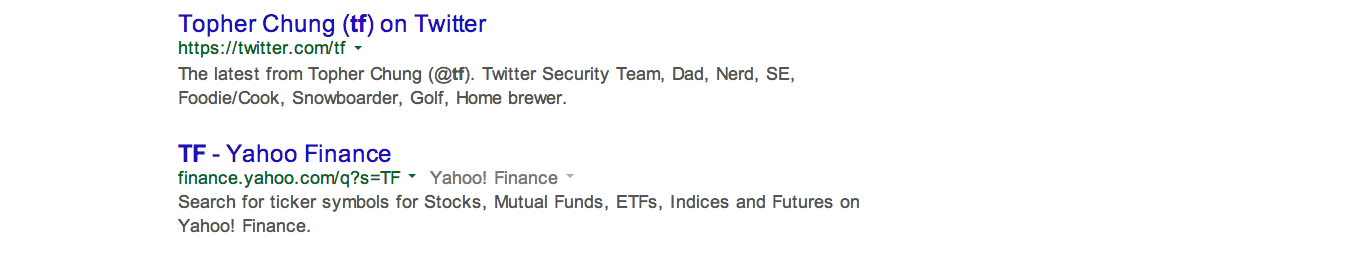 Topher Chung (tf) on Twitter
https://twitter.com/tf
The latest from Topher Chung (@tf). Twitter Security Team, Dad, Nerd, SE,
Foodie/Cook, Snowboarder, Golf, Home brewer.
TF - Yahoo Finance
finance.yahoo.com/q?s=TF Yahoo! Finance
Search for ticker symbols for Stocks, Mutual Funds, ETFs, Indices and Futures on
Yahoo! Finance.